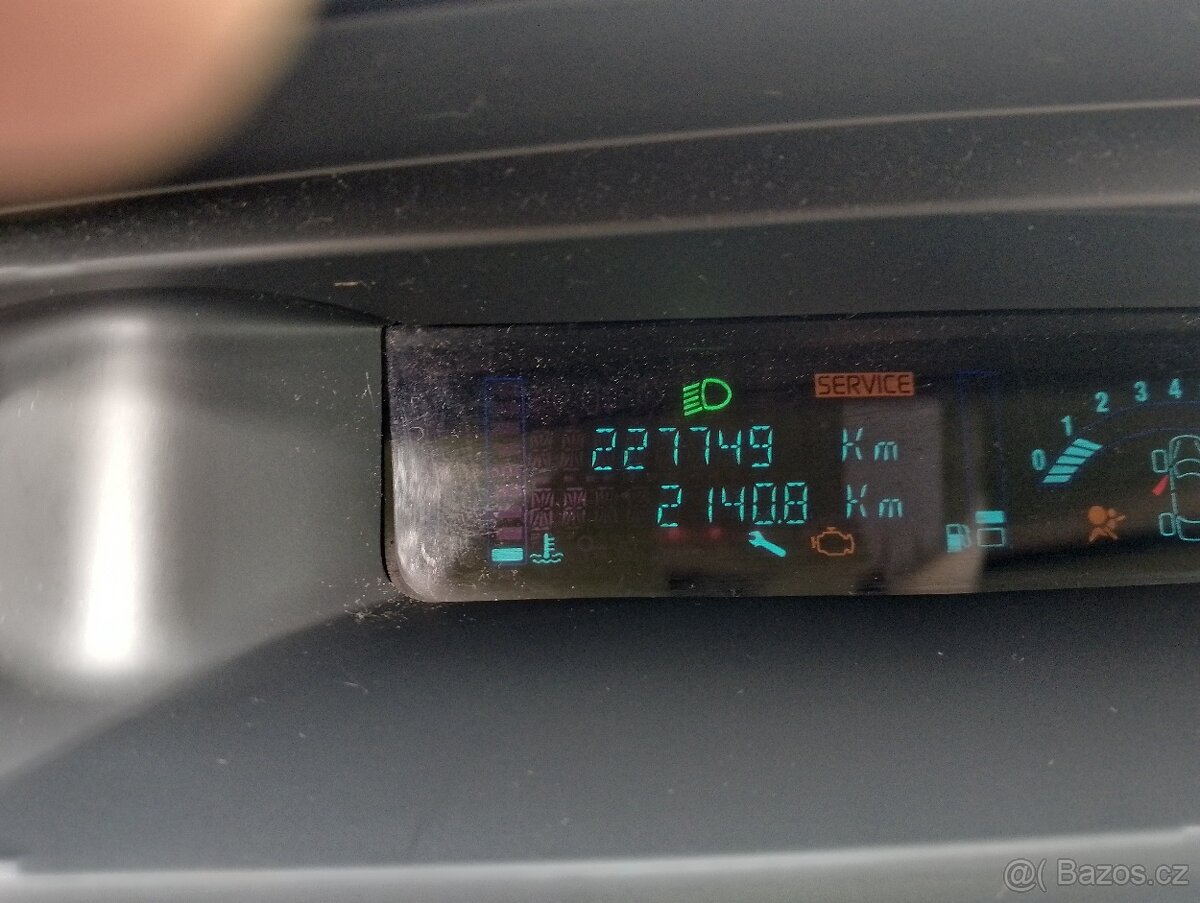 SERVICE
227749 Km
2140.8 Km
0 1 2 3 4
@( Bazos.cz